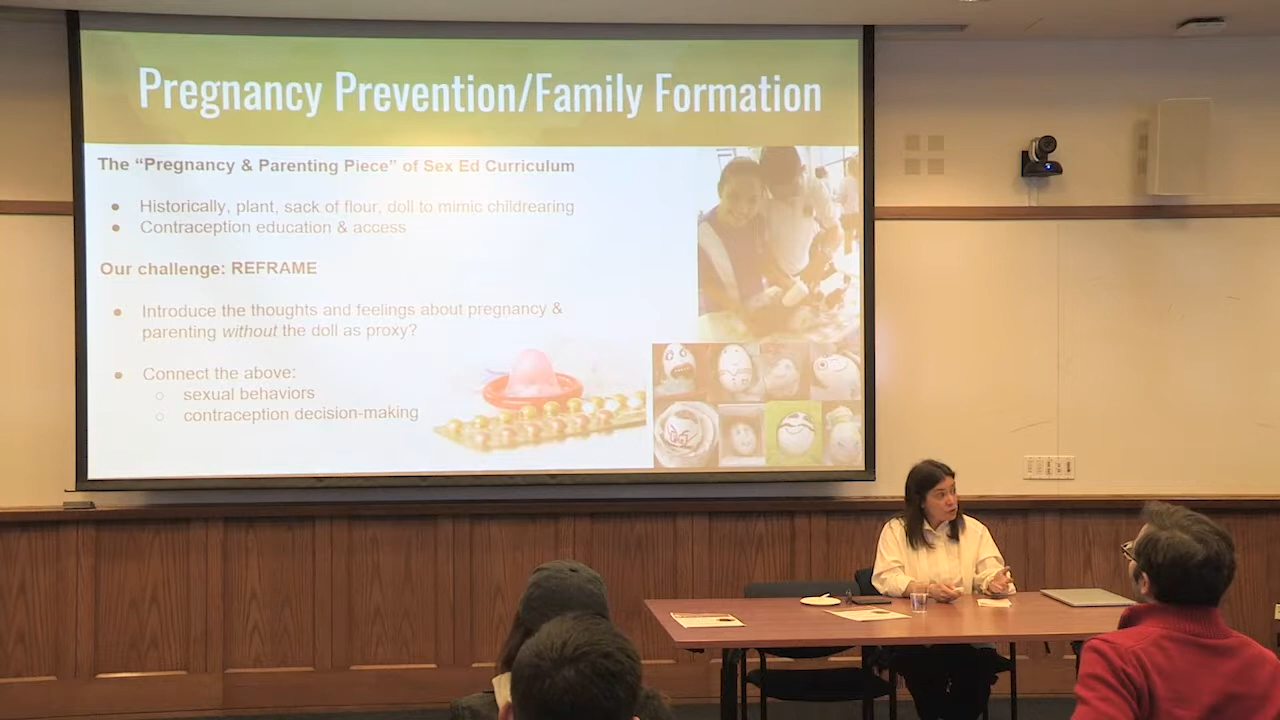 Pregnancy Prevention/Family Formation
The “Pregnancy & Parenting Piece” of Sex Ed Curriculum
● Historically, plant, sack of flour, doll to mimic childrearing
● Contraception education & access
Our challenge: REFRAME
● Introduce the thoughts and feelings about pregnancy &
parenting without the doll as proxy?
● Connect the above:
○ sexual behaviors
○ contraception decision-making